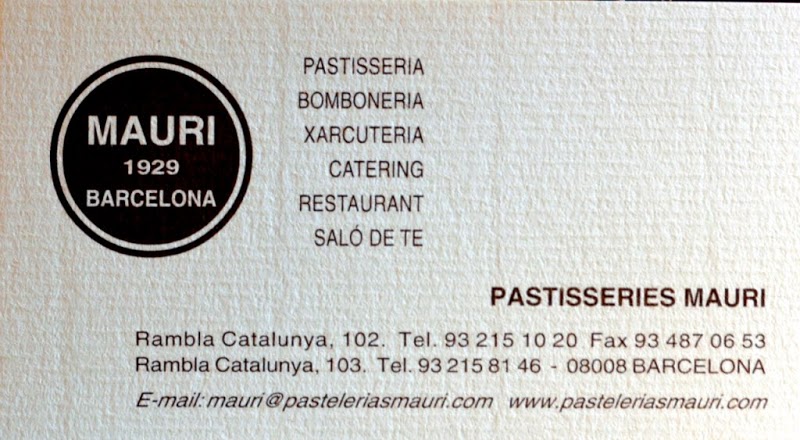 MAURI
1929
BARCELONA
PASTISSERIA
BOMBONERIA
XARCUTERIA
CATERING
RESTAURANT
SALÓ DE TE
PASTISSERIES MAURI
Rambla Catalunya, 102. Tel. 93 215 10 20 Fax 93 487 06 53
Rambla Catalunya, 103. Tel. 93 215 81 46 - 08008 BARCELONA
E-mail: mauri@pasteleriasmauri.com www.pasteleriasmauri.com